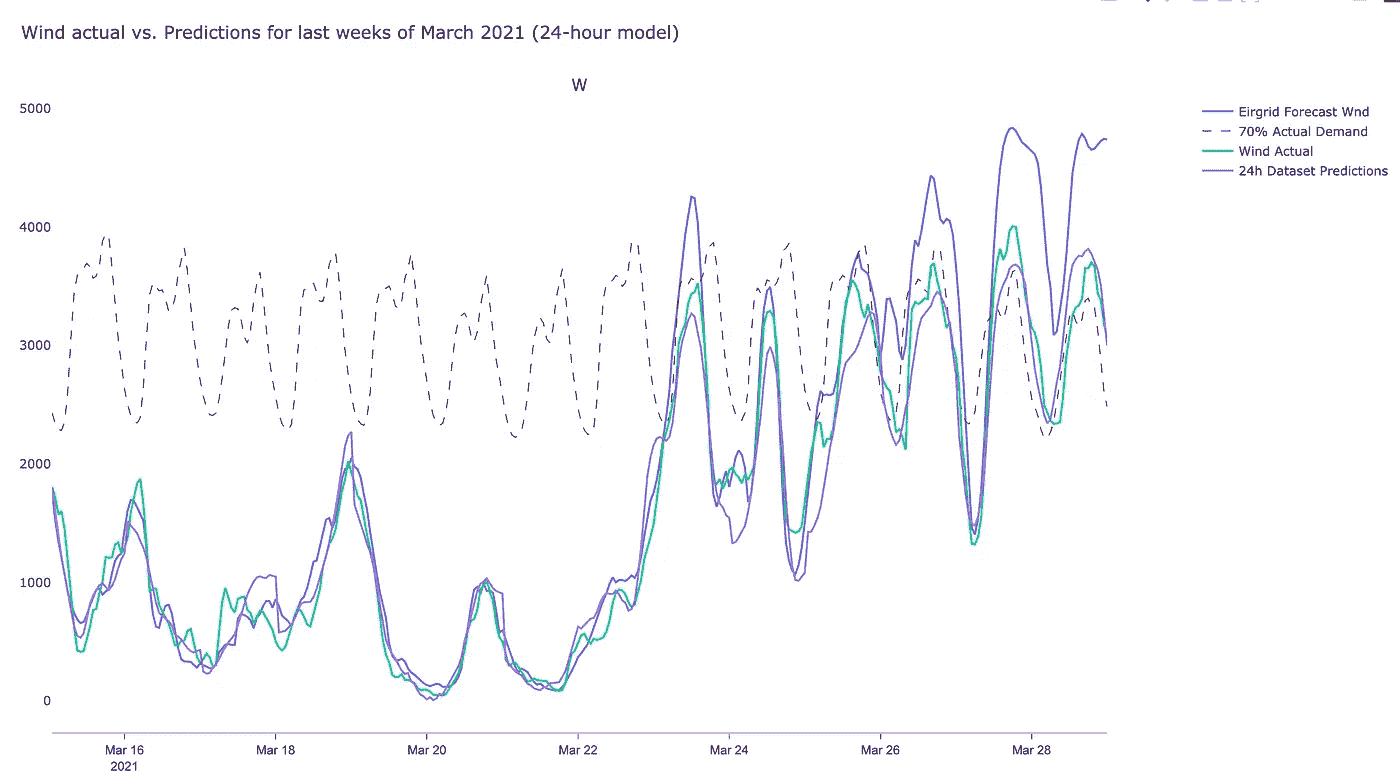 Wind actual vs. Predictions for last weeks of March 2021 (24-hour model)
W
5000
4000
3000
2000
1000
0
Mar 16
2021
Mar 18
Mar 20
Mar 22
Mar 24
Mar 26
Mar 28
Eirgrid Forecast Wnd
70% Actual Demand
Wind Actual
24h Dataset Predictions